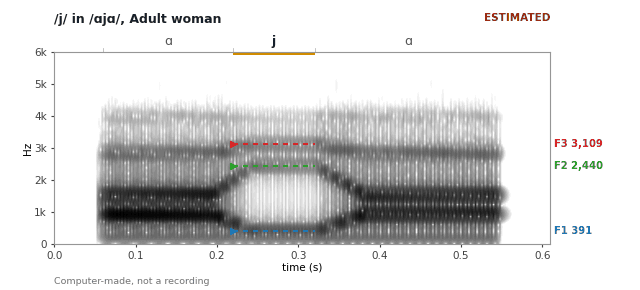 /j/ in /ɑjɑ/, Adult woman
ESTIMATED
ɑ j ɑ
6k
5k
4k
3k
2k
1k
0
Hz
F3 3,109
F2 2,440
F1 391
0.0 0.1 0.2 0.3 0.4 0.5 0.6
time (s)
Computer-made, not a recording